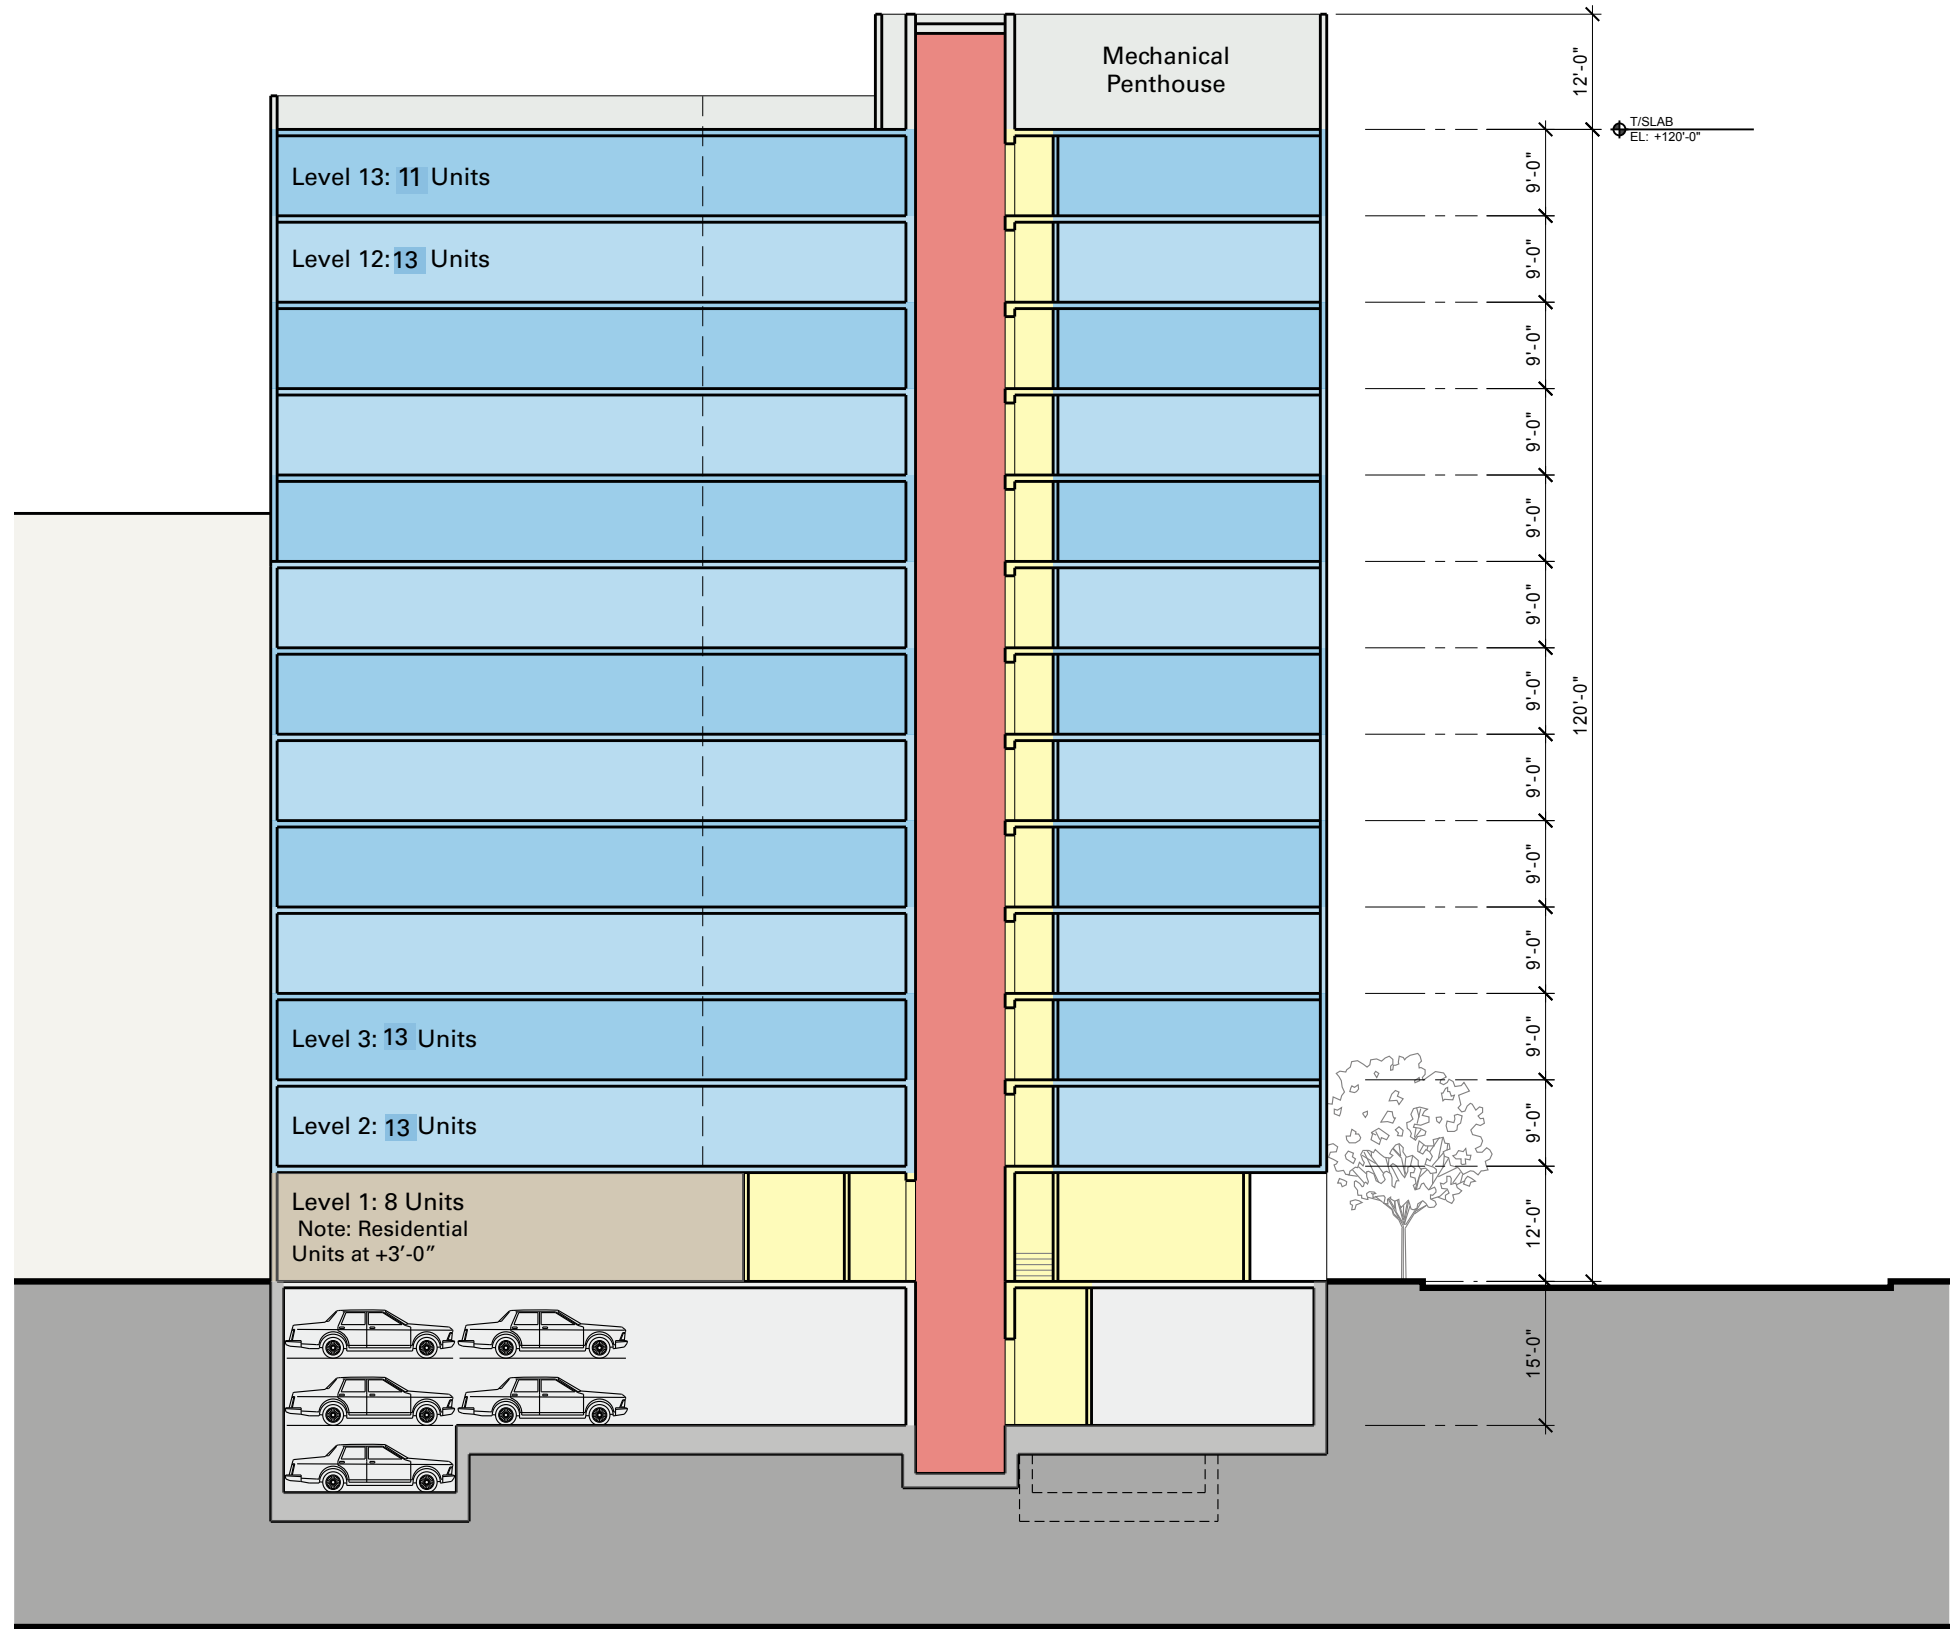 Mechanical
Penthouse
12'-0"
T/SLAB
EL: +120'-0"
Level 13: 11 Units
9'-0"
Level 12: 13 Units
9'-0"
9'-0"
9'-0"
9'-0"
9'-0"
9'-0"
120'-0"
9'-0"
9'-0"
9'-0"
Level 3: 13 Units
9'-0"
Level 2: 13 Units
9'-0"
Level 1: 8 Units
Note: Residential
Units at +3'-0"
12'-0"
15'-0"